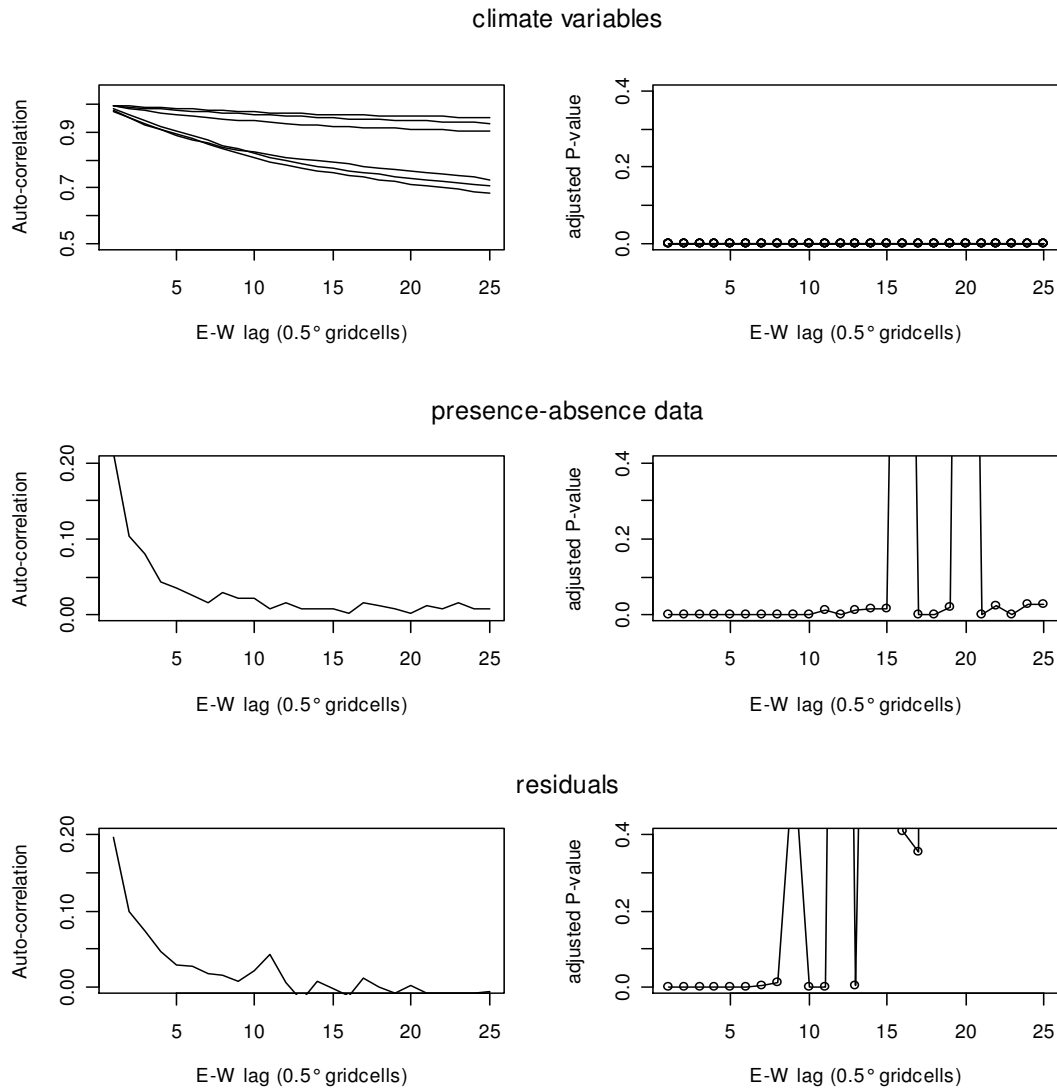 climate variables
Auto-correlation
0.5 0.7 0.9
5 10 15 20 25
E-W lag (0.5° gridcells)
adjusted P-value
0.0 0.2 0.4
5 10 15 20 25
E-W lag (0.5° gridcells)
presence-absence data
Auto-correlation
0.00 0.10 0.20
5 10 15 20 25
E-W lag (0.5° gridcells)
adjusted P-value
0.0 0.2 0.4
5 10 15 20 25
E-W lag (0.5° gridcells)
residuals
Auto-correlation
0.00 0.10 0.20
5 10 15 20 25
E-W lag (0.5° gridcells)
adjusted P-value
0.0 0.2 0.4
5 10 15 20 25
E-W lag (0.5° gridcells)